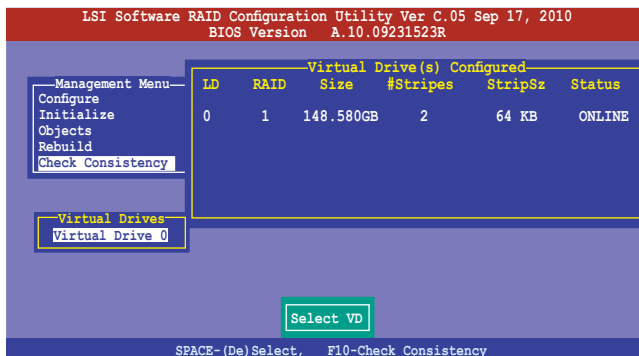 LSI Software RAID Configuration Utility Ver C.05 Sep 17, 2010
BIOS Version A.10.09231523R
Management Menu
Configure
Initialize
Objects
Rebuild
Check Consistency
Virtual Drive(s) Configured
LD RAID Size #Stripes StripSz Status
0 1 148.580GB 2 64 KB ONLINE
Virtual Drives
Virtual Drive 0
Select VD
SPACE-(De)Select, F10-Check Consistency